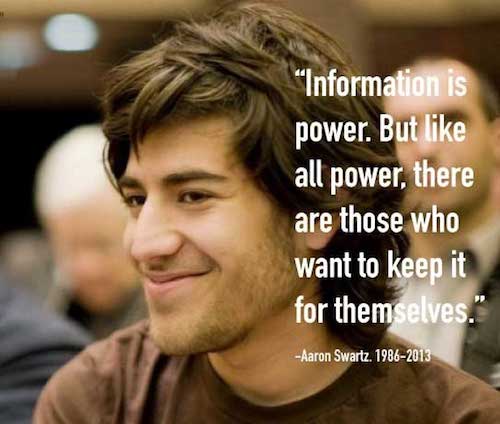 “Information is
power. But like
all power, there
are those who
want to keep it
for themselves.”
-Aaron Swartz. 1986-2013